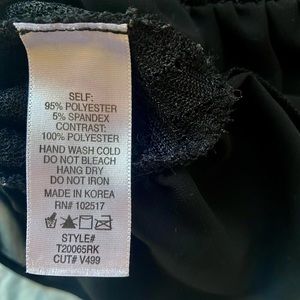 SELF:
95% POLYESTER
5% SPANDEX
CONTRAST:
100% POLYESTER
HAND WASH COLD
DO NOT BLEACH
HANG DRY
DO NOT IRON
MADE IN KOREA
RN# 102517
STYLE#
T20065RK
CUT# V499